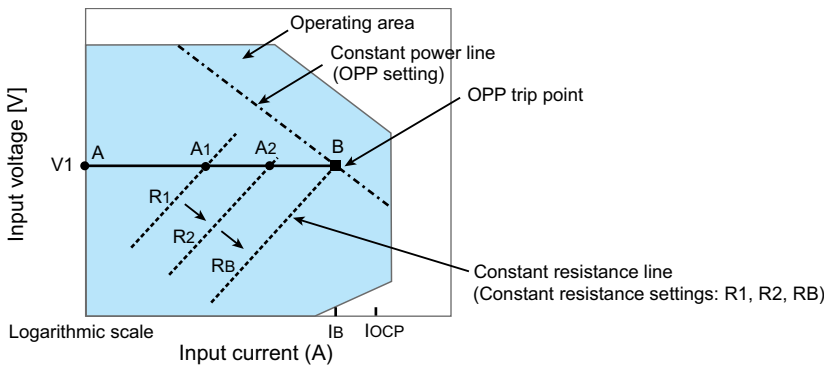 Operating area
Constant power line
(OPP setting)
OPP trip point
Input voltage [V]
V1
A
A1
A2
B
R1
R2
RB
Constant resistance line
(Constant resistance settings: R1, R2, RB)
Logarithmic scale
IB
IOCP
Input current (A)